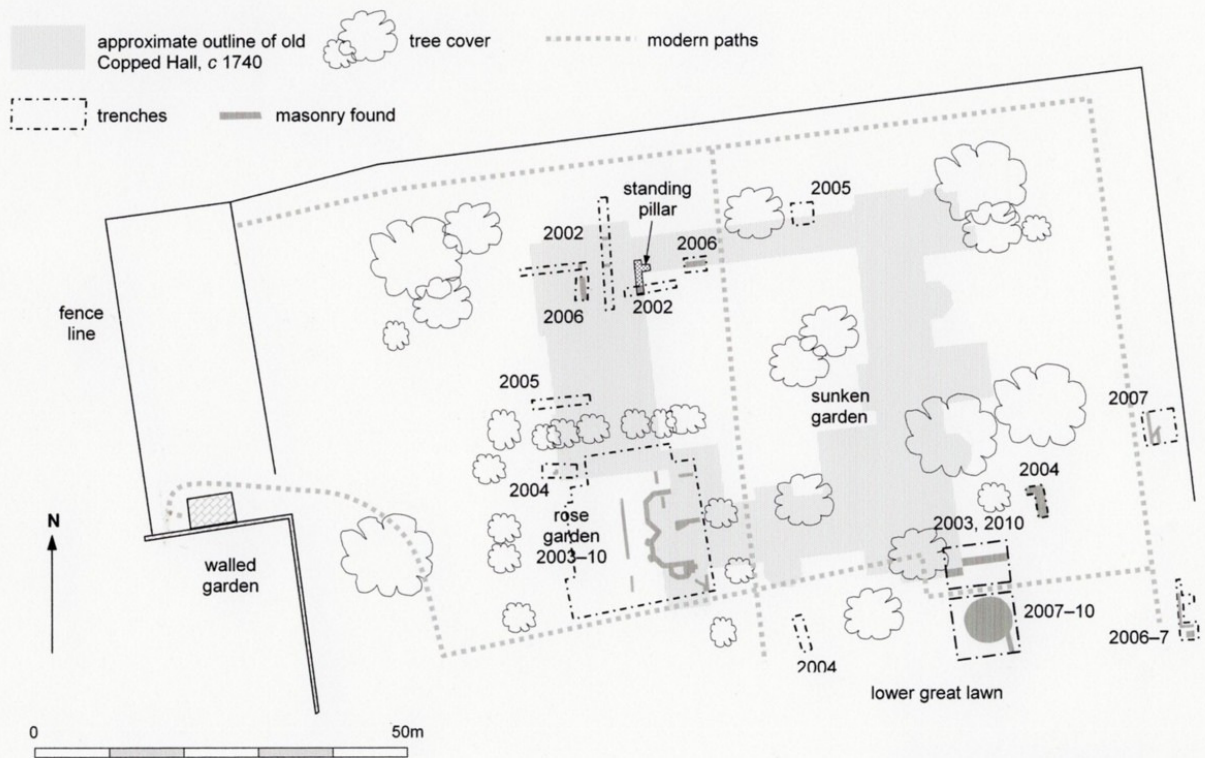 approximate outline of old
Copped Hall, c 1740
tree cover
modern paths
trenches
masonry found
standing
pillar
2005
2002
2006
fence
line
2006
2002
2005
sunken
garden
2007
2004
2004
rose
garden
2003–10
2003, 2010
N
walled
garden
2007–10
2006–7
2004
lower great lawn
0
50m